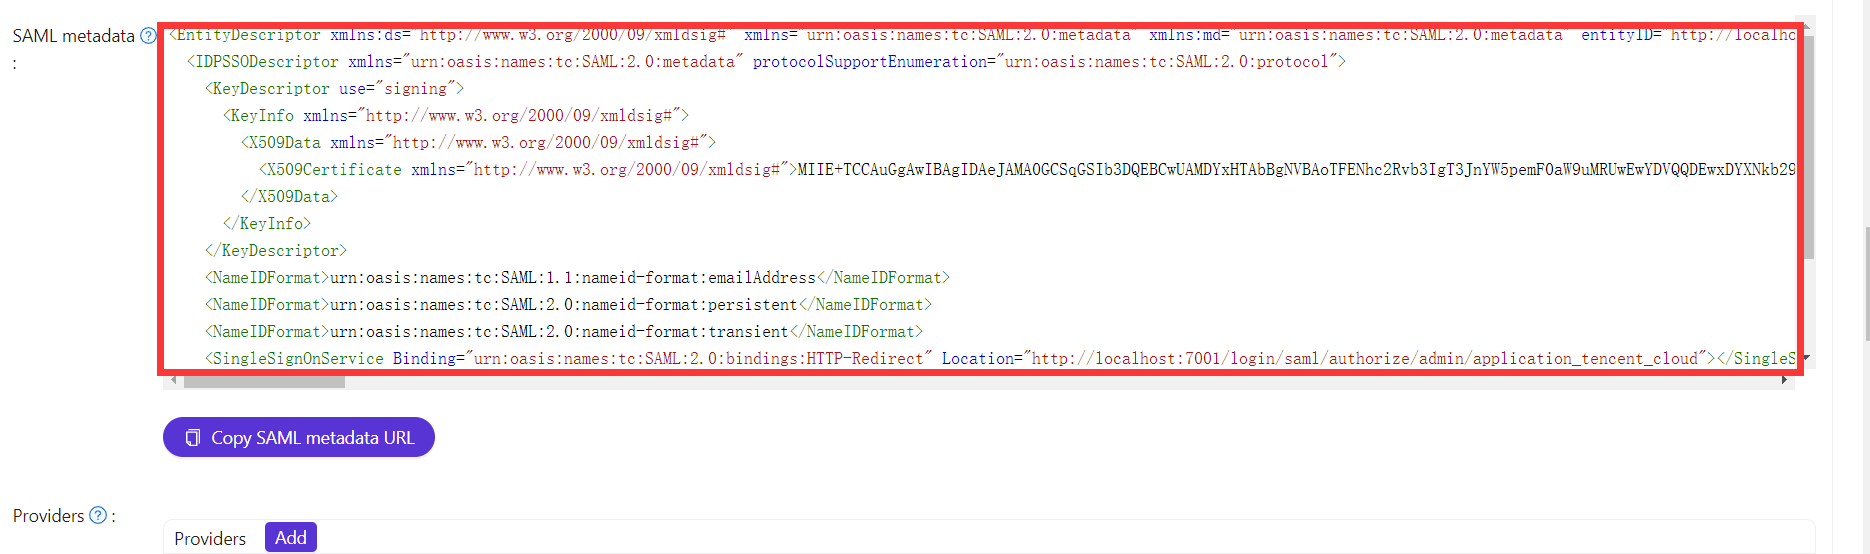 SAML metadata ? :
<EntityDescriptor xmlns:ds="http://www.w3.org/2000/09/xmldsig#" xmlns="urn:oasis:names:tc:SAML:2.0:metadata" xmlns:md="urn:oasis:names:tc:SAML:2.0:metadata" entityID="http://localho
<IDPSSODescriptor xmlns="urn:oasis:names:tc:SAML:2.0:metadata" protocolSupportEnumeration="urn:oasis:names:tc:SAML:2.0:protocol">
<KeyDescriptor use="signing">
<KeyInfo xmlns="http://www.w3.org/2000/09/xmldsig#">
<X509Data xmlns="http://www.w3.org/2000/09/xmldsig#">
<X509Certificate xmlns="http://www.w3.org/2000/09/xmldsig#">MIIE+TCCAuGgAwIBAgIDAeJAMA0GCSqGSIb3DQEBCwUAMDYxHTAbBgNVBAoTFENhc2Rvb3IgT3JnYW5pemF0aW9uMRUwEwYDVQQDEwxDYXNkb29
</X509Data>
</KeyInfo>
</KeyDescriptor>
<NameIDFormat>urn:oasis:names:tc:SAML:1.1:nameid-format:emailAddress</NameIDFormat>
<NameIDFormat>urn:oasis:names:tc:SAML:2.0:nameid-format:persistent</NameIDFormat>
<NameIDFormat>urn:oasis:names:tc:SAML:2.0:nameid-format:transient</NameIDFormat>
<SingleSignOnService Binding="urn:oasis:names:tc:SAML:2.0:bindings:HTTP-Redirect" Location="http://localhost:7001/login/saml/authorize/admin/application_tencent_cloud"></SingleS
Copy SAML metadata URL
Providers ? :
Providers Add